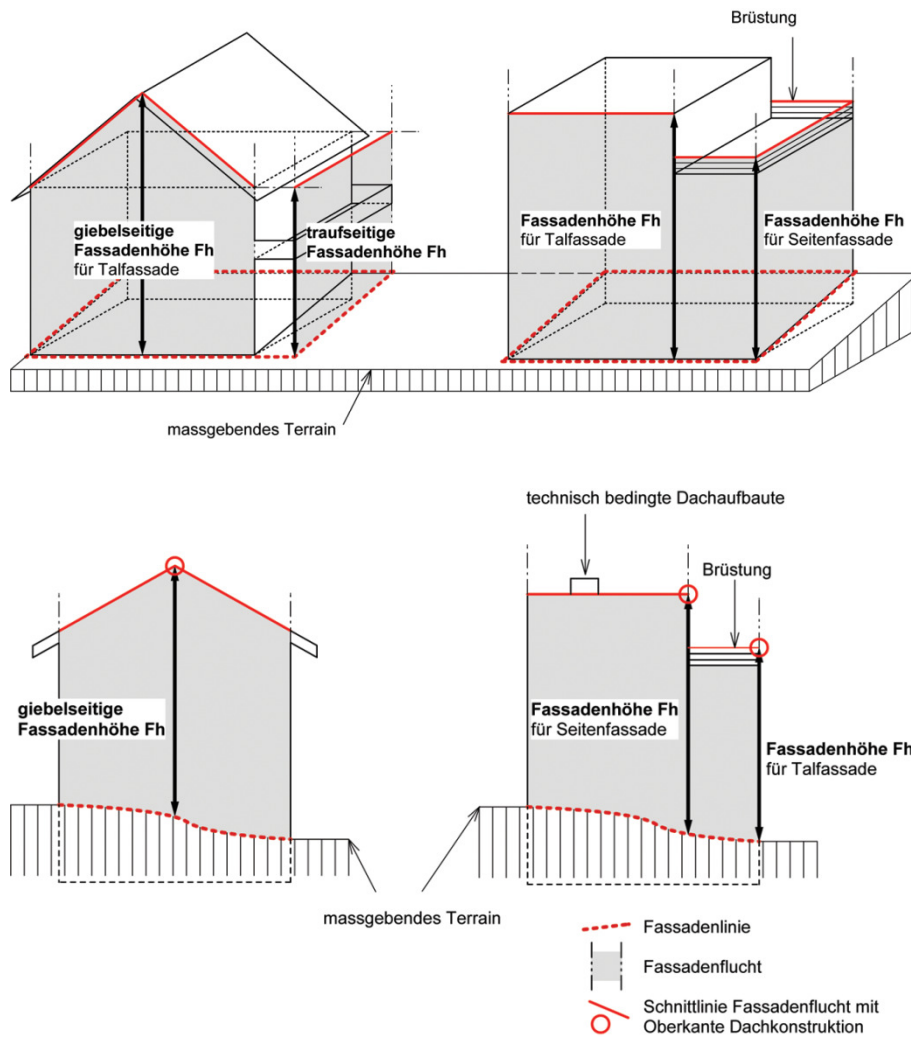 Brüstung
giebelseitige
Fassadenhöhe Fh
für Talfassade
traufseitige
Fassadenhöhe Fh
Fassadenhöhe Fh
für Talfassade
Fassadenhöhe Fh
für Seitenfassade
massgebendes Terrain
technisch bedingte Dachaufbaute
Brüstung
giebelseitige
Fassadenhöhe Fh
Fassadenhöhe Fh
für Seitenfassade
Fassadenhöhe Fh
für Talfassade
massgebendes Terrain
Fassadenlinie
Fassadenflucht
Schnittlinie Fassadenflucht mit
Oberkante Dachkonstruktion